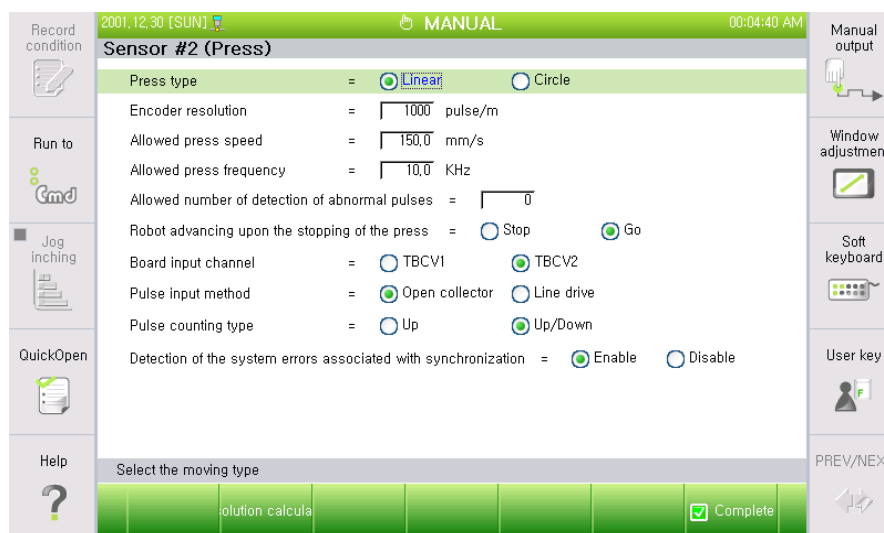 Record condition
2001,12,30 [SUN]
MANUAL
00:04:40 AM
Manual output
Sensor #2 (Press)
Press type = Linear Circle
Encoder resolution = 1000 pulse/m
Run to
Allowed press speed = 150,0 mm/s
Window adjustmen
Allowed press frequency = 10,0 KHz
Cmd
Allowed number of detection of abnormal pulses = 0
Robot advancing upon the stopping of the press = Stop Go
Jog inching
Board input channel = TBCV1 TBCV2
Soft keyboard
Pulse input method = Open collector Line drive
Pulse counting type = Up Up/Down
QuickOpen
Detection of the system errors associated with synchronization = Enable Disable
User key
F
Help
Select the moving type
PREV/NEX
olution calcula
Complete